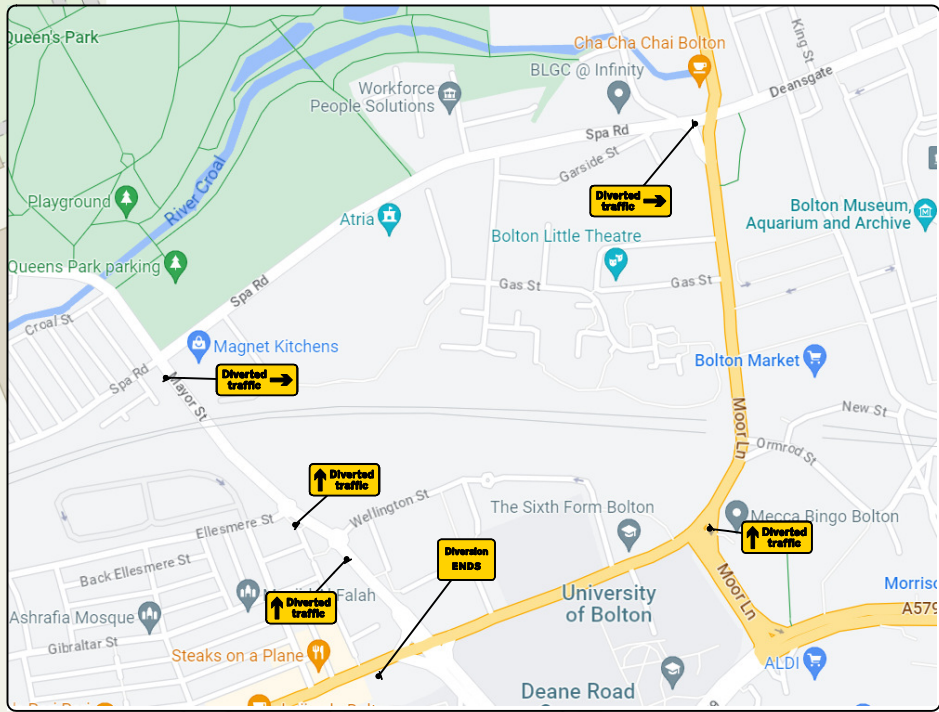 Queen's Park
Cha Cha Chai Bolton
King St
BLGC @ Infinity
Deansgate
Workforce
People Solutions
Spa Rd
Garside St
River Croal
Playground
Diverted
traffic
Atria
Bolton Museum,
Aquarium and Archive
Bolton Little Theatre
Queens Park parking
Spa Rd
Gas St
Gas St
Croal St
Magnet Kitchens
Bolton Market
Spa Rd
Diverted
traffic
Mayor St
Moor Ln
New St
Ormrod St
Diverted
traffic
Wellington St
The Sixth Form Bolton
Mecca Bingo Bolton
Ellesmere St
Diverted
traffic
Diversion
ENDS
Back Ellesmere St
Moor Ln
University
of Bolton
Falah
Diverted
traffic
Ashrafia Mosque
A579
Gibraltar St
Steaks on a Plane
ALDI
Deane Road